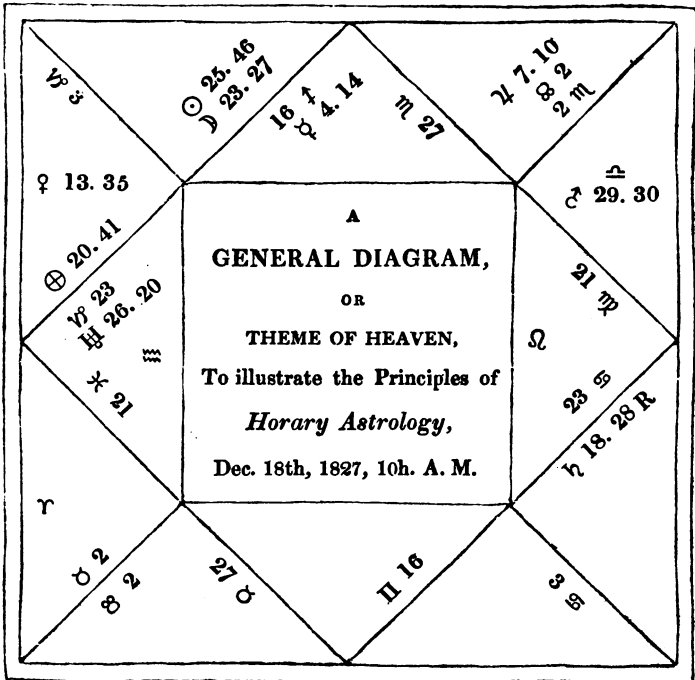 ♑ 3
☉ 25. 46
☽ 23. 27
16 ♐
☿ 4. 14
♏ 27
♃ 7. 10
☊ 2
2 ♏
♀ 13. 35
♎
♂ 29. 30
⊕ 20. 41
♑ 23
♅ 26. 20
♒
♓ 21
A
GENERAL DIAGRAM,
OR
THEME OF HEAVEN,
To illustrate the Principles of
Horary Astrology,
Dec. 18th, 1827, 10h. A. M.
21 ♍
♌
23 ♋
♄ 18. 28 R
♈
♉ 2
☋ 2
27 ♉
♊ 16
3 ♋